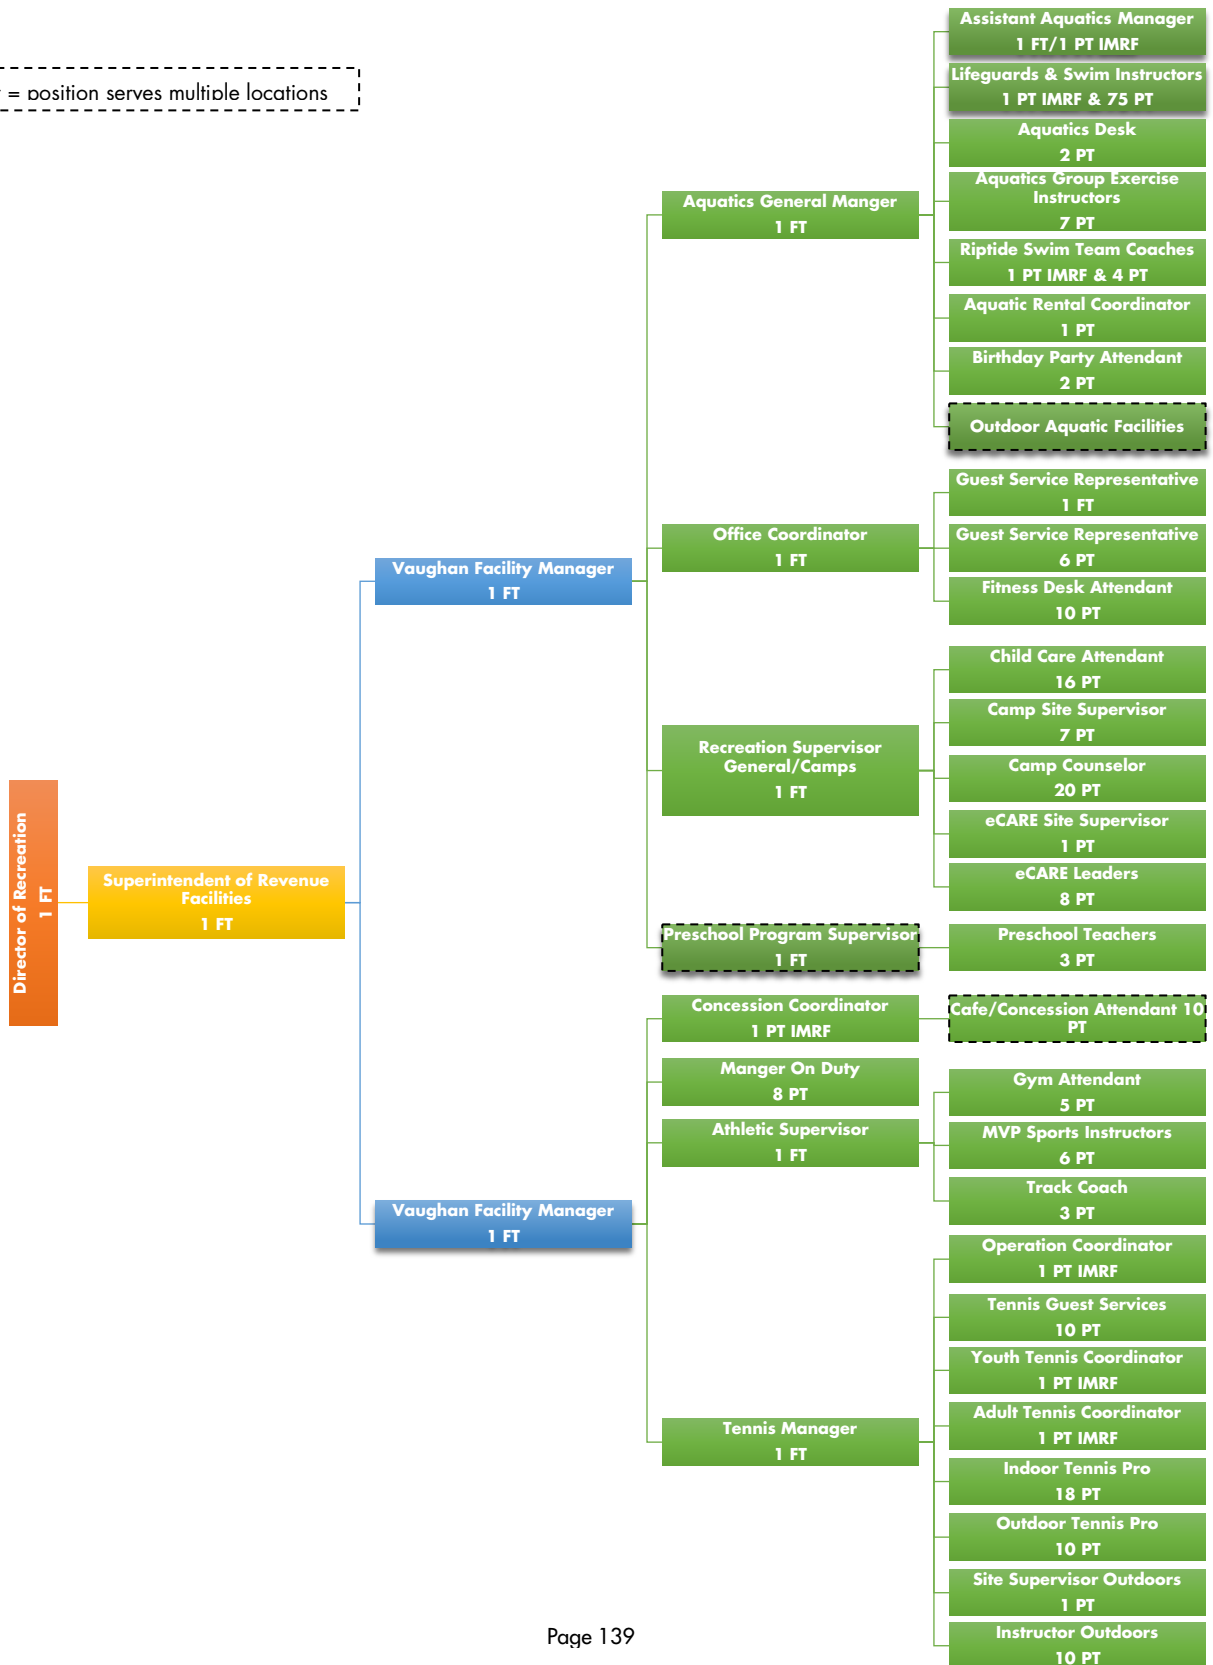 = position serves multiple locations
Director of Recreation
1 FT
Superintendent of Revenue
Facilities
1 FT
Vaughan Facility Manager
1 FT
Aquatics General Manger
1 FT
Assistant Aquatics Manager
1 FT/1 PT IMRF
Lifeguards & Swim Instructors
1 PT IMRF & 75 PT
Aquatics Desk
2 PT
Aquatics Group Exercise
Instructors
7 PT
Riptide Swim Team Coaches
1 PT IMRF & 4 PT
Aquatic Rental Coordinator
1 PT
Birthday Party Attendant
2 PT
Outdoor Aquatic Facilities
Office Coordinator
1 FT
Guest Service Representative
1 FT
Guest Service Representative
6 PT
Fitness Desk Attendant
10 PT
Recreation Supervisor
General/Camps
1 FT
Child Care Attendant
16 PT
Camp Site Supervisor
7 PT
Camp Counselor
20 PT
eCARE Site Supervisor
1 PT
eCARE Leaders
8 PT
Preschool Program Supervisor
1 FT
Preschool Teachers
3 PT
Vaughan Facility Manager
1 FT
Concession Coordinator
1 PT IMRF
Cafe/Concession Attendant 10
PT
Manger On Duty
8 PT
Athletic Supervisor
1 FT
Gym Attendant
5 PT
MVP Sports Instructors
6 PT
Track Coach
3 PT
Tennis Manager
1 FT
Operation Coordinator
1 PT IMRF
Tennis Guest Services
10 PT
Youth Tennis Coordinator
1 PT IMRF
Adult Tennis Coordinator
1 PT IMRF
Indoor Tennis Pro
18 PT
Outdoor Tennis Pro
10 PT
Site Supervisor Outdoors
1 PT
Instructor Outdoors
10 PT
Page 139